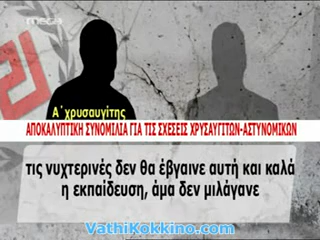 MEGA
Α΄χρυσαυγίτης
ΑΠΟΚΑΛΥΠΤΙΚΗ ΣΥΝΟΜΙΛΙΑ ΓΙΑ ΤΙΣ ΣΧΕΣΕΙΣ ΧΡΥΣΑΥΓΙΤΩΝ-ΑΣΤΥΝΟΜΙΚΩΝ
τις νυχτερινές δεν θα έβγαινε αυτή και καλά
η εκπαίδευση, άμα δεν μιλάγανε
VathiKokkino.com